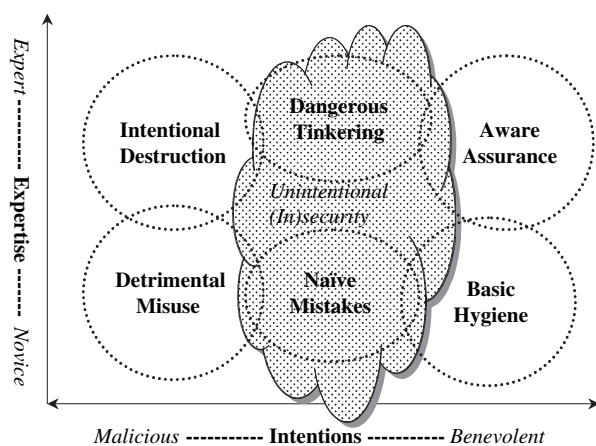 Expert
Expertise
Novice
Intentional
Destruction
Dangerous
Tinkering
Aware
Assurance
Unintentional
(In)security
Detrimental
Misuse
Naïve
Mistakes
Basic
Hygiene
Malicious ---------- Intentions ---------- Benevolent